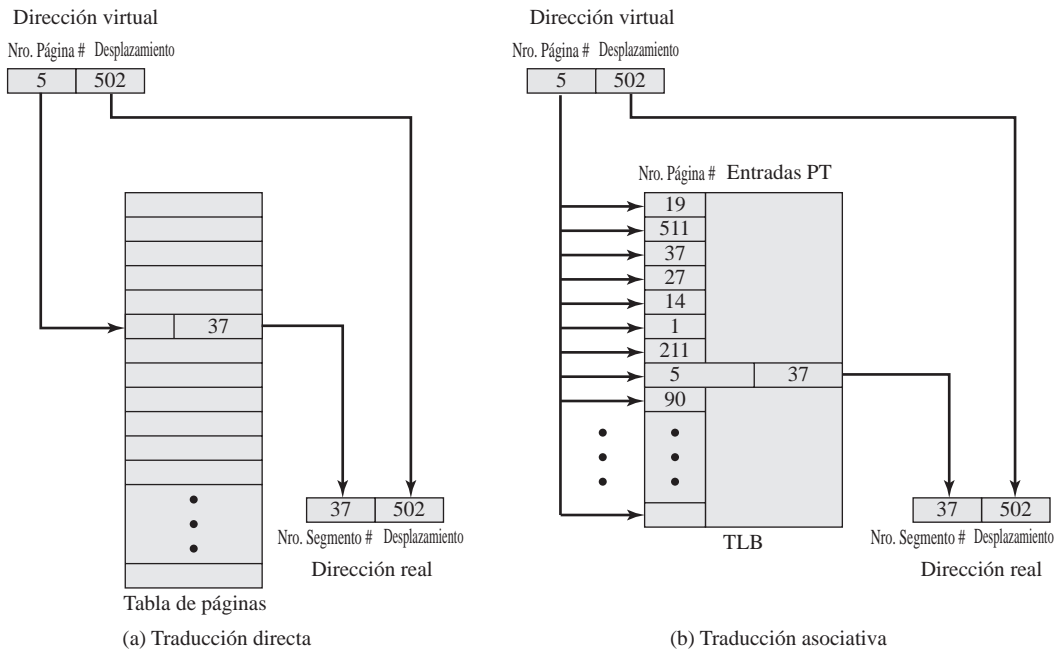 Dirección virtual
Nro. Página # Desplazamiento
5 502
37
37 502
Nro. Segmento # Desplazamiento
Dirección real
Tabla de páginas
(a) Traducción directa
Dirección virtual
Nro. Página # Desplazamiento
5 502
Nro. Página # Entradas PT
19
511
37
27
14
1
211
5 37
90
TLB
37 502
Nro. Segmento # Desplazamiento
Dirección real
(b) Traducción asociativa